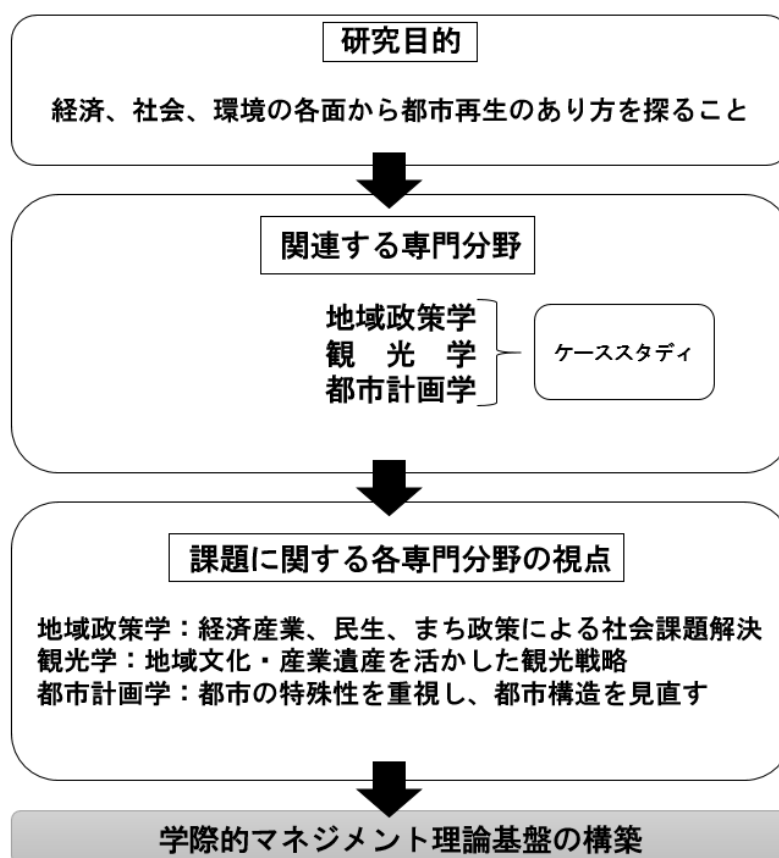 研究目的
経済、社会、環境の各面から都市再生のあり方を探ること
関連する専門分野
地域政策学
観 光 学
都市計画学
ケーススタディ
課題に関する各専門分野の視点
地域政策学：経済産業、民生、まち政策による社会課題解決
観光学：地域文化・産業遺産を活かした観光戦略
都市計画学：都市の特殊性を重視し、都市構造を見直す
学際的マネジメント理論基盤の構築